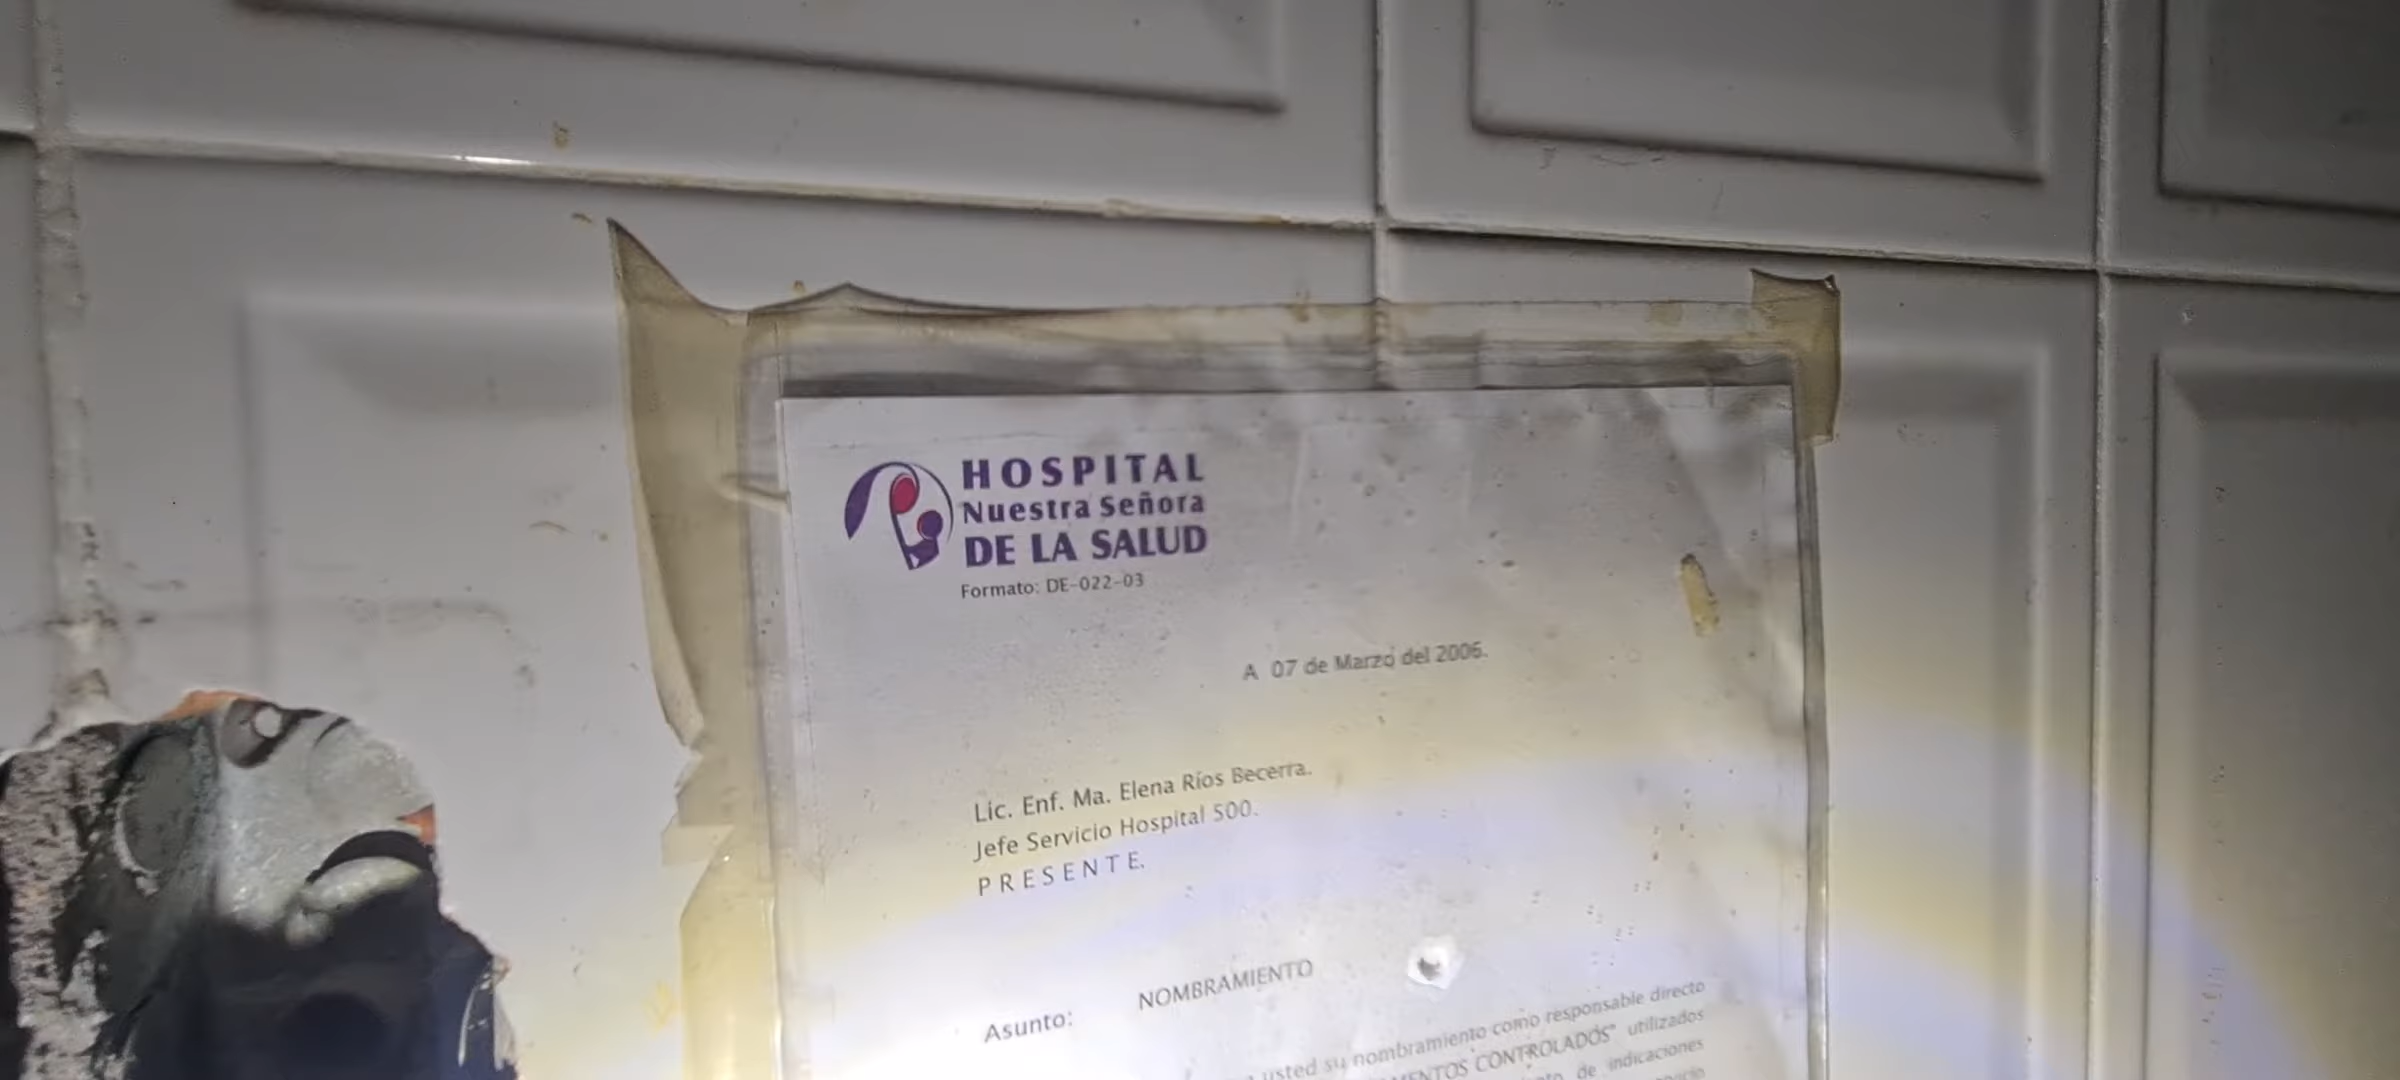 HOSPITAL
Nuestra Señora
DE LA SALUD
Formato: DE-022-03
A 07 de Marzo del 2006.
Lic. Enf. Ma. Elena Ríos Becerra.
Jefe Servicio Hospital 500.
P R E S E N T E.
Asunto: NOMBRAMIENTO
usted su nombramiento como responsable directo
CONTROLADOS" utilizados
de indicaciones